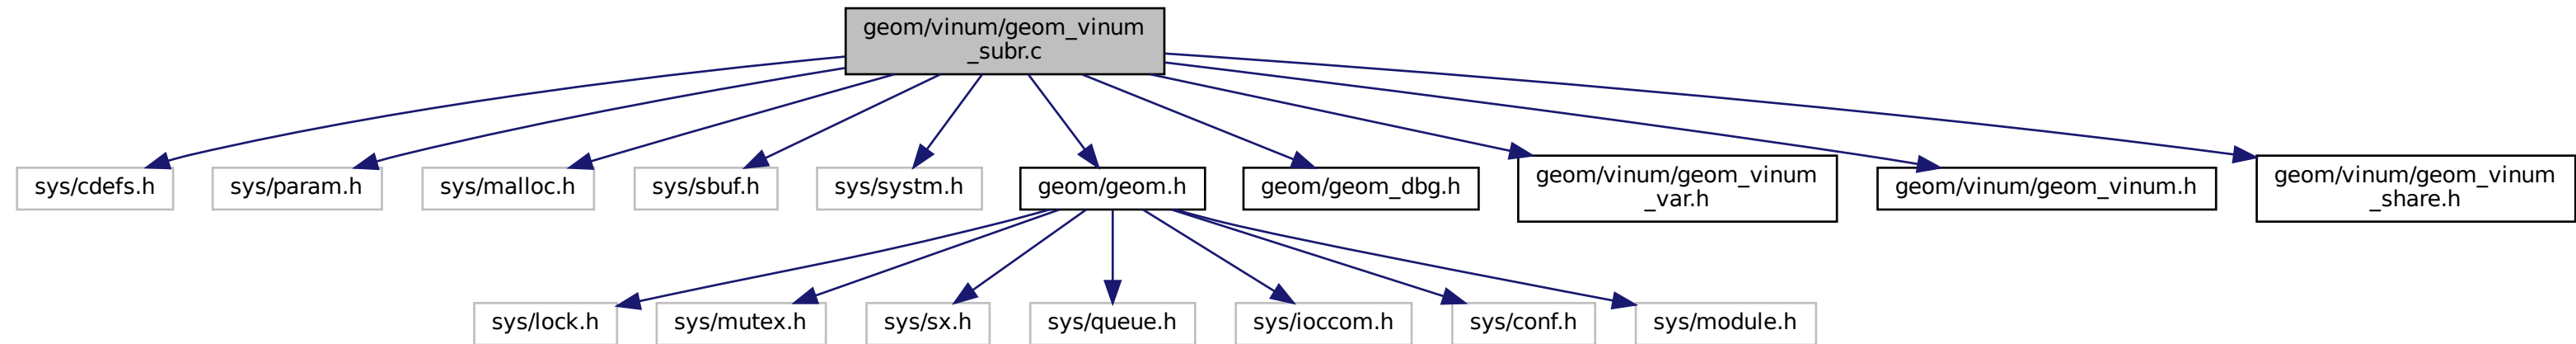 geom/vinum/geom_vinum
_subr.c
sys/cdefs.h
sys/param.h
sys/malloc.h
sys/sbuf.h
sys/systm.h
geom/geom.h
geom/geom_dbg.h
geom/vinum/geom_vinum
_var.h
geom/vinum/geom_vinum.h
geom/vinum/geom_vinum
_share.h
sys/lock.h
sys/mutex.h
sys/sx.h
sys/queue.h
sys/ioccom.h
sys/conf.h
sys/module.h